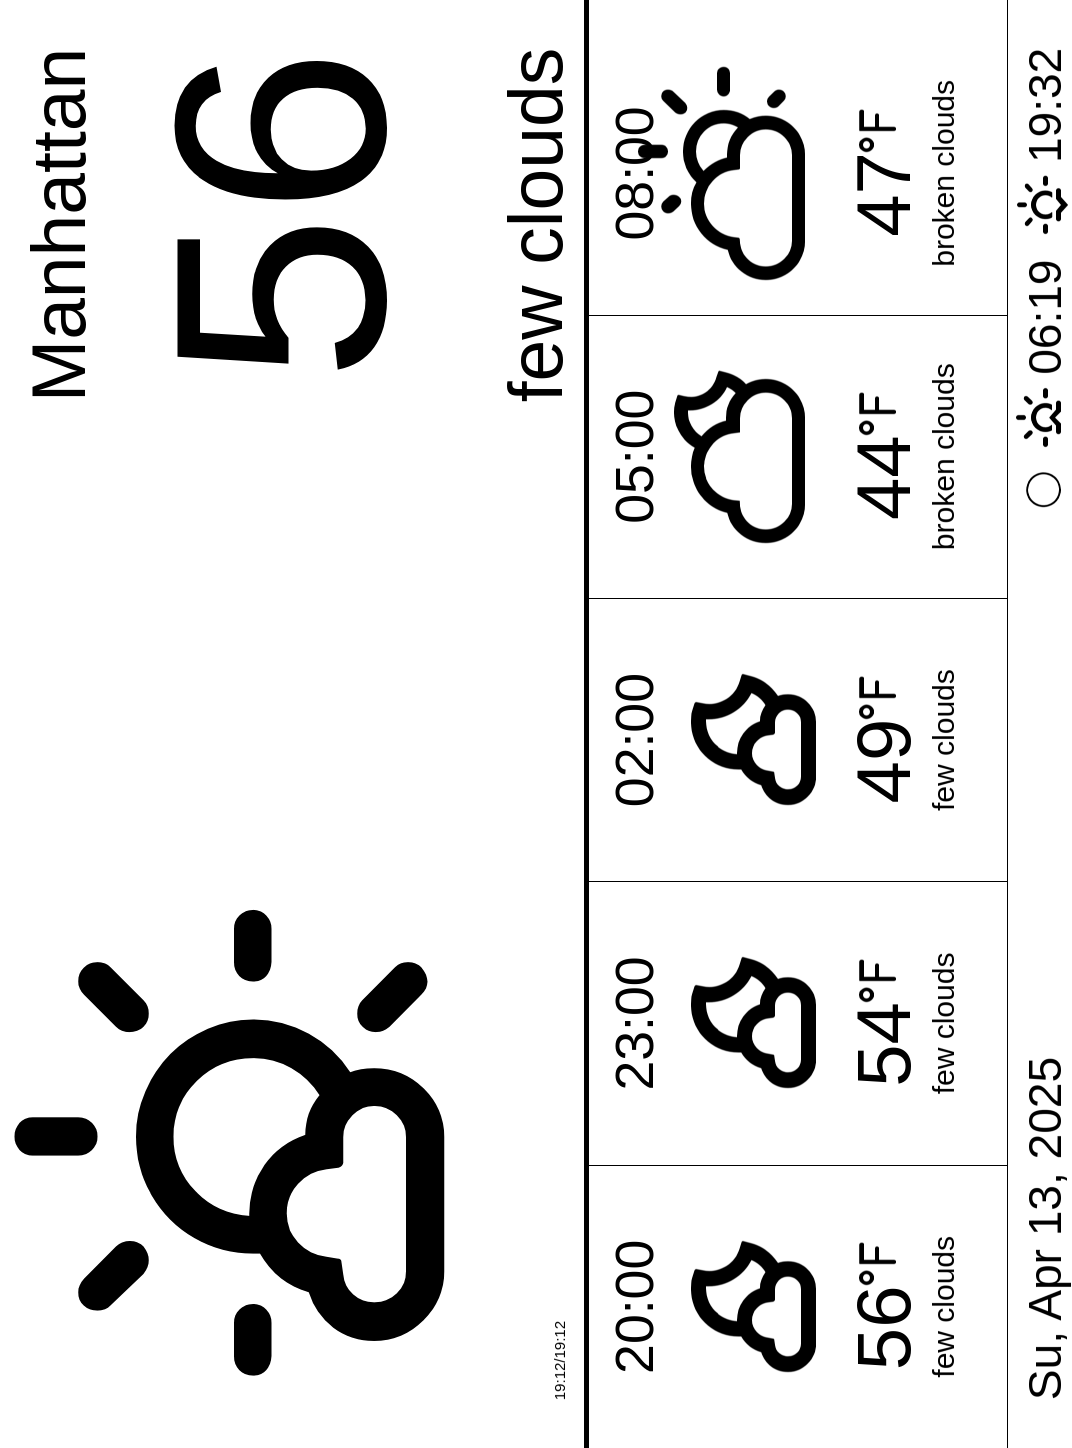 Manhattan
56
few clouds
19:12/19:12
20:00 23:00 02:00 05:00 08:00
56°F 54°F 49°F 44°F 47°F
few clouds few clouds few clouds broken clouds broken clouds
Su, Apr 13, 2025 06:19 19:32